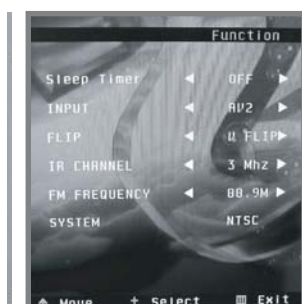 Function
Sleep Timer ◀ OFF ▶
INPUT ◀ AV2 ▶
FLIP ◀ U FLIP▶
IR CHANNEL ◀ 3 Mhz ▶
FM FREQUENCY ◀ 88.9M ▶
SYSTEM NTSC
Move + Select Exit